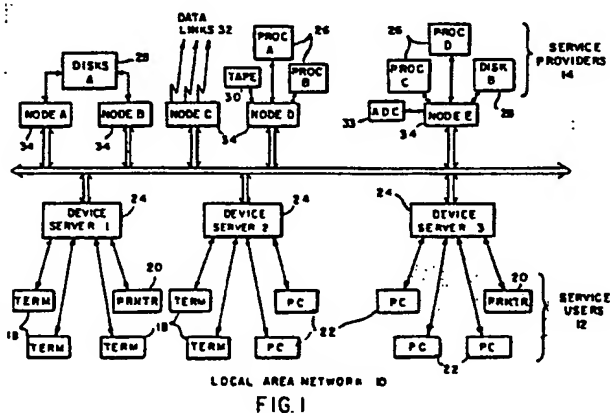 DATA
LINKS 32
PROC
A
26
26
PROC
D
SERVICE
PROVIDERS
14
DISKS
A
28
TAPE
30
PROC
B
PROC
C
DISK
B
28
NODE A
NODE B
NODE C
NODE D
ADC
33
NODE E
34
34
34
34
DEVICE
SERVER 1
24
DEVICE
SERVER 2
24
DEVICE
SERVER 3
24
TERM
18
TERM
TERM
18
PRNTR
20
TERM
18
TERM
PC
PC
22
PC
PC
PC
22
PRNTR
20
SERVICE
USERS
12
LOCAL AREA NETWORK 10
FIG. 1